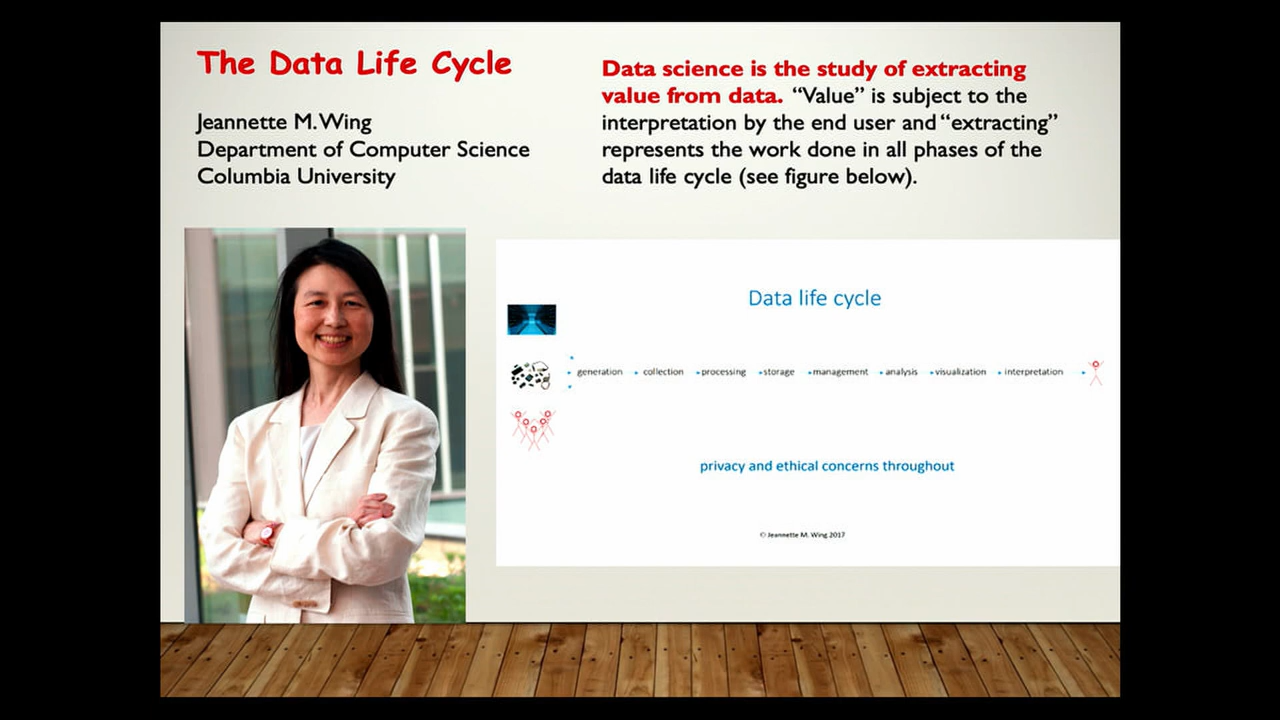 The Data Life Cycle
Jeannette M. Wing
Department of Computer Science
Columbia University
Data science is the study of extracting
value from data. “Value” is subject to the
interpretation by the end user and “extracting”
represents the work done in all phases of the
data life cycle (see figure below).
Data life cycle
generation collection processing storage management analysis visualization interpretation
privacy and ethical concerns throughout
© Jeannette M. Wing 2017